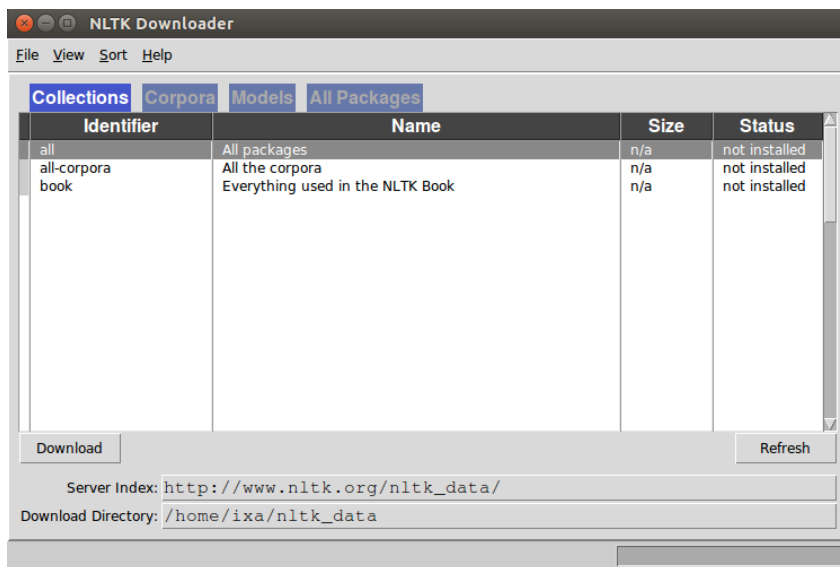 NLTK Downloader
File View Sort Help
Collections Corpora Models All Packages
Identifier Name Size Status
all All packages n/a not installed
all-corpora All the corpora n/a not installed
book Everything used in the NLTK Book n/a not installed
Download Refresh
Server Index: http://www.nltk.org/nltk_data/
Download Directory: /home/ixa/nltk_data